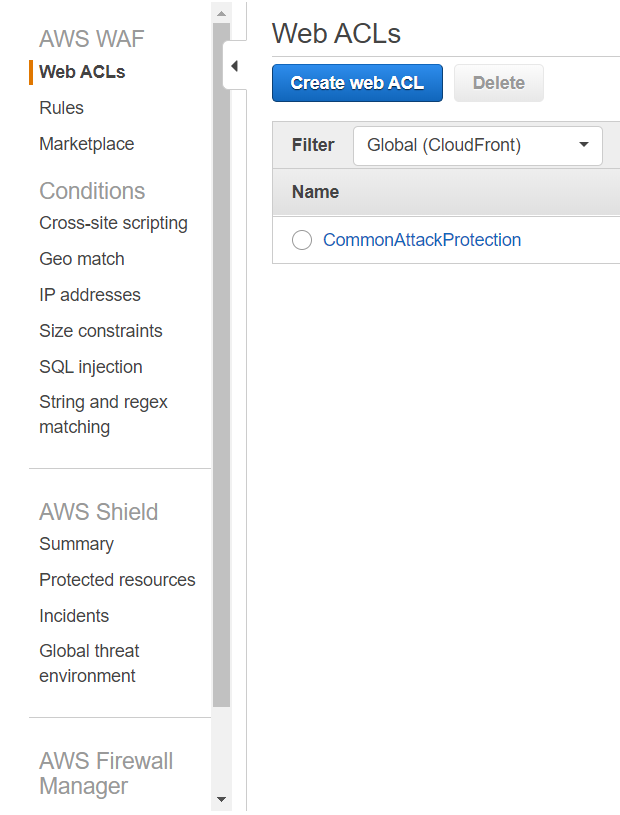 AWS WAF
Web ACLs
Rules
Marketplace
Conditions
Cross-site scripting
Geo match
IP addresses
Size constraints
SQL injection
String and regex
matching
AWS Shield
Summary
Protected resources
Incidents
Global threat
environment
AWS Firewall
Manager
Web ACLs
Create web ACL Delete
Filter Global (CloudFront)
Name
CommonAttackProtection